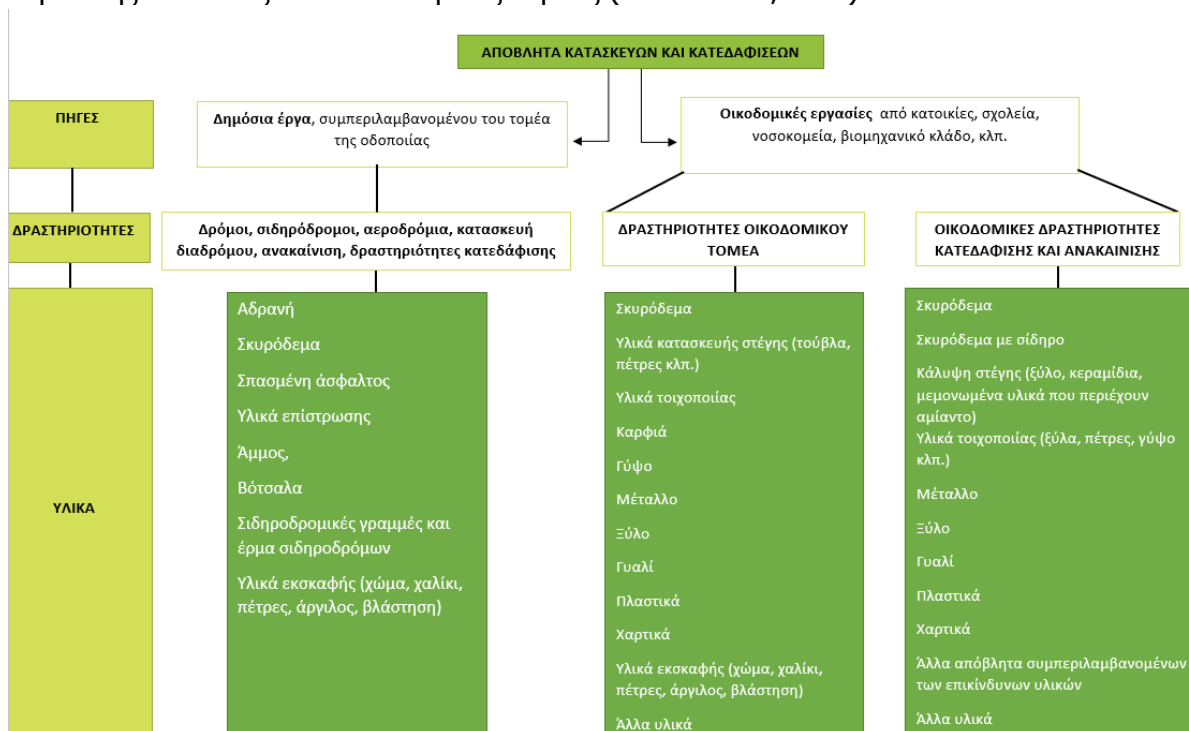 ΑΠΟΒΛΗΤΑ ΚΑΤΑΣΚΕΥΩΝ ΚΑΙ ΚΑΤΕΔΑΦΙΣΕΩΝ
ΠΗΓΕΣ
Δημόσια έργα, συμπεριλαμβανομένου του τομέα
της οδοποιίας
Οικοδομικές εργασίες από κατοικίες, σχολεία,
νοσοκομεία, βιομηχανικό κλάδο, κλπ.
ΔΡΑΣΤΗΡΙΟΤΗΤΕΣ
Δρόμοι, σιδηρόδρομοι, αεροδρόμια, κατασκευή
διαδρόμου, ανακαίνιση, δραστηριότητες κατεδάφισης
ΔΡΑΣΤΗΡΙΟΤΗΤΕΣ ΟΙΚΟΔΟΜΙΚΟΥ
ΤΟΜΕΑ
ΟΙΚΟΔΟΜΙΚΕΣ ΔΡΑΣΤΗΡΙΟΤΗΤΕΣ
ΚΑΤΕΔΑΦΙΣΗΣ ΚΑΙ ΑΝΑΚΑΙΝΙΣΗΣ
ΥΛΙΚΑ
Αδρανή
Σκυρόδεμα
Σπασμένη άσφαλτος
Υλικά επίστρωσης
Άμμος,
Βότσαλα
Σιδηροδρομικές γραμμές και
έρμα σιδηροδρόμων
Υλικά εκσκαφής (χώμα, χαλίκι,
πέτρες, άργιλος, βλάστηση)
Σκυρόδεμα
Υλικά κατασκευής στέγης (τούβλα,
πέτρες κλπ.)
Υλικά τοιχοποιίας
Καρφιά
Γύψο
Μέταλλο
Ξύλο
Γυαλί
Πλαστικά
Χαρτικά
Υλικά εκσκαφής (χώμα, χαλίκι,
πέτρες, άργιλος, βλάστηση)
Άλλα υλικά
Σκυρόδεμα
Σκυρόδεμα με σίδηρο
Κάλυψη στέγης (ξύλο, κεραμίδια,
μεμονωμένα υλικά που περιέχουν
αμίαντο)
Υλικά τοιχοποιίας (ξύλα, πέτρες, γύψο
κλπ.)
Μέταλλο
Ξύλο
Γυαλί
Πλαστικά
Χαρτικά
Άλλα απόβλητα συμπεριλαμβανομένων
των επικίνδυνων υλικών
Άλλα υλικά